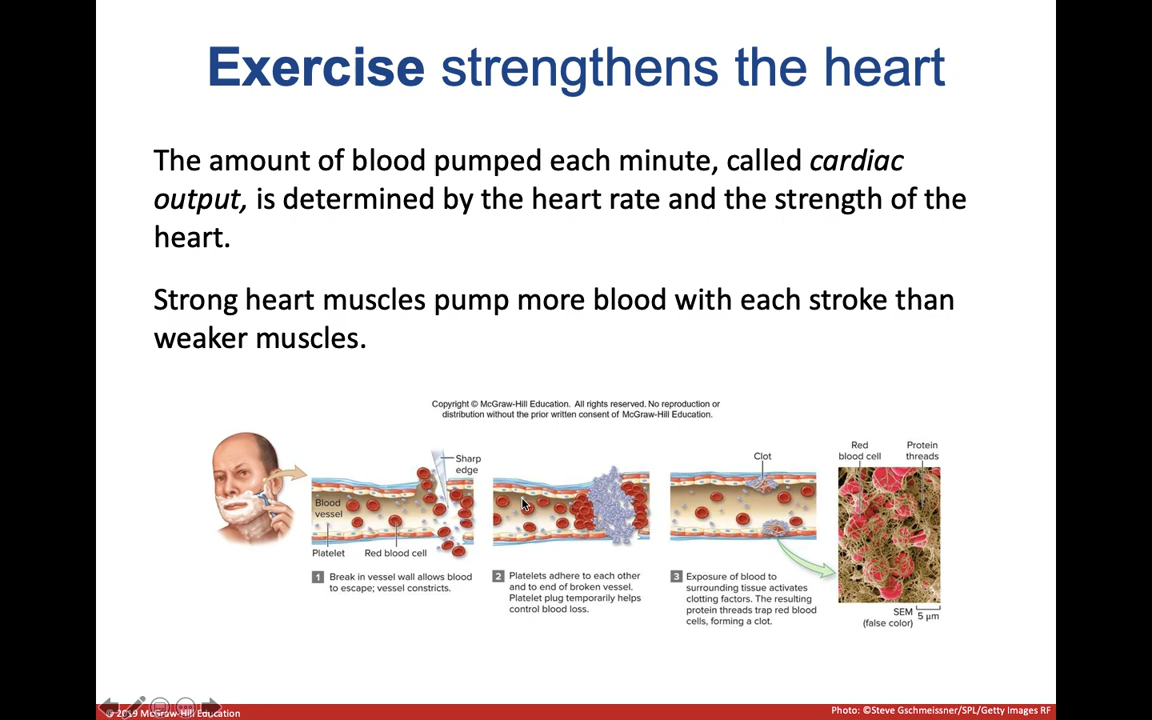 Exercise strengthens the heart
The amount of blood pumped each minute, called cardiac
output, is determined by the heart rate and the strength of the
heart.
Strong heart muscles pump more blood with each stroke than
weaker muscles.
Copyright © McGraw-Hill Education. All rights reserved. No reproduction or
distribution without the prior written consent of McGraw-Hill Education.
Sharp
edge
Blood
vessel
Platelet
Red blood cell
1 Break in vessel wall allows blood
to escape; vessel constricts.
2 Platelets adhere to each other
and to end of broken vessel.
Platelet plug temporarily helps
control blood loss.
Clot
3 Exposure of blood to
surrounding tissue activates
clotting factors. The resulting
protein threads trap red blood
cells, forming a clot.
Red
blood cell
Protein
threads
SEM
(false color)
5 µm
© 2019 McGraw-Hill Education
Photo: ©Steve Gschmeissner/SPL/Getty Images RF